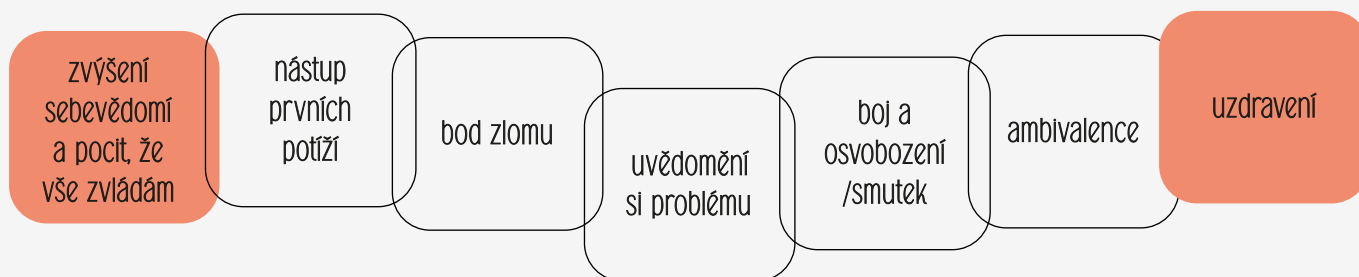 zvýšení
sebevědomí
a pocit, že
vše zvládám
nástup
prvních
potíží
bod zlomu
uvědomění
si problému
boj a
osvobození
/smutek
ambivalence
uzdravení